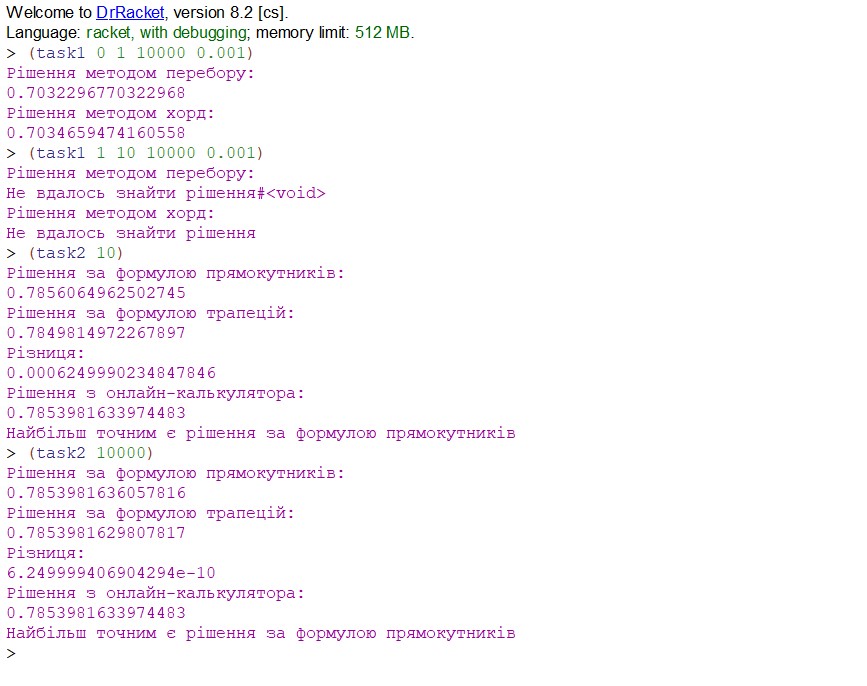 Welcome to DrRacket, version 8.2 [cs].
Language: racket, with debugging; memory limit: 512 MB.
> (task1 0 1 10000 0.001)
Рішення методом перебору:
0.7032296770322968
Рішення методом хорд:
0.7034659474160558
> (task1 1 10 10000 0.001)
Рішення методом перебору:
Не вдалось знайти рішення#<void>
Рішення методом хорд:
Не вдалось знайти рішення
> (task2 10)
Рішення за формулою прямокутників:
0.7856064962502745
Рішення за формулою трапецій:
0.7849814972267897
Різниця:
0.0006249990234847846
Рішення з онлайн-калькулятора:
0.7853981633974483
Найбільш точним є рішення за формулою прямокутників
> (task2 10000)
Рішення за формулою прямокутників:
0.7853981636057816
Рішення за формулою трапецій:
0.7853981629807817
Різниця:
6.249999406904294e-10
Рішення з онлайн-калькулятора:
0.7853981633974483
Найбільш точним є рішення за формулою прямокутників
>